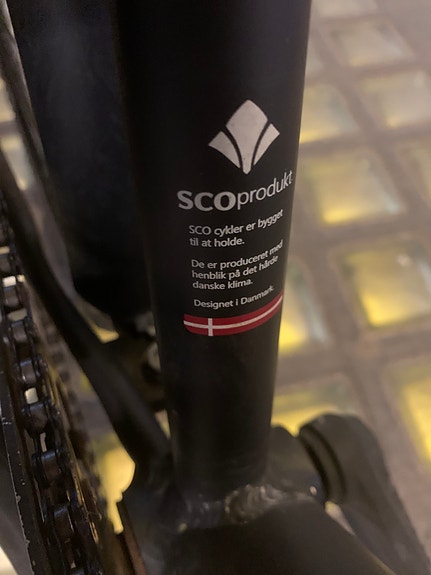 SCOprodukt
SCO cykler er bygget
til at holde.
De er produceret med
henblik på det hårde
danske klima.
Designet i Danmark.